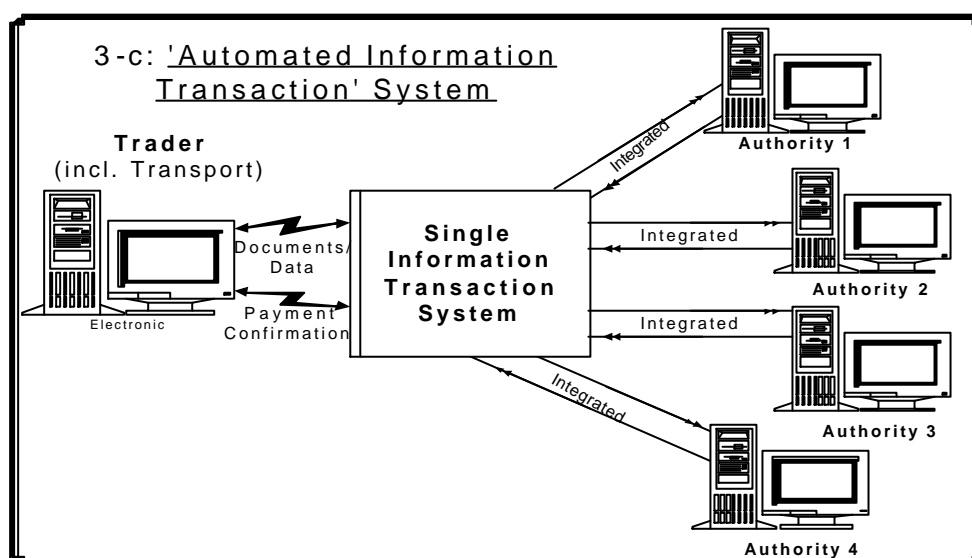 3-c: 'Automated Information
Transaction' System
Trader
(incl. Transport)
Electronic
Documents/
Data
Payment
Confirmation
Single
Information
Transaction
System
Integrated
Authority 1
Integrated
Authority 2
Integrated
Authority 3
Integrated
Authority 4